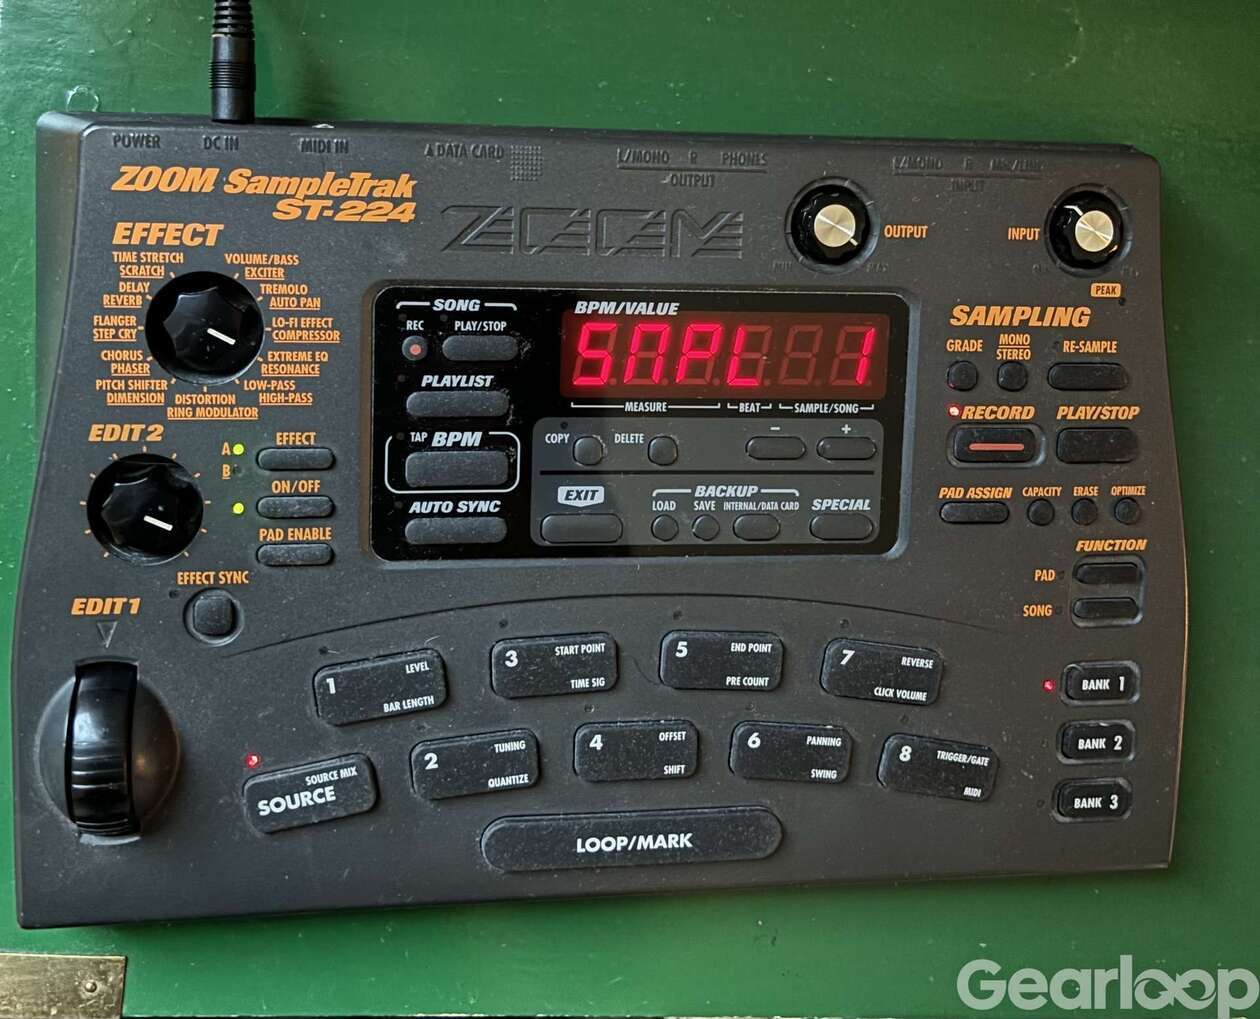 POWER
DC IN
MIDI IN
▲DATA CARD
L/MONO R PHONES
OUTPUT
L/MONO R
INPUT
ZOOM SampleTrak
ST-224
ZOOM
OUTPUT
INPUT
PEAK
EFFECT
TIME STRETCH
SCRATCH
DELAY
REVERB
FLANGER
STEP CRY
CHORUS
PHASER
PITCH SHIFTER
DIMENSION
DISTORTION
RING MODULATOR
VOLUME/BASS
EXCITER
TREMOLO
AUTO PAN
LO-FI EFFECT
COMPRESSOR
EXTREME EQ
RESONANCE
LOW-PASS
HIGH-PASS
EDIT 2
A
B
EFFECT
ON/OFF
PAD ENABLE
EFFECT SYNC
EDIT 1
SONG
REC
PLAY/STOP
PLAYLIST
TAP BPM
AUTO SYNC
BPM/VALUE
SMPL 1
MEASURE
BEAT
SAMPLE/SONG
COPY
DELETE
−
+
EXIT
BACKUP
LOAD
SAVE
INTERNAL/DATA CARD
SPECIAL
SAMPLING
GRADE
MONO
STEREO
RE-SAMPLE
RECORD
PLAY/STOP
PAD ASSIGN
CAPACITY
ERASE
OPTIMIZE
FUNCTION
PAD
SONG
BANK 1
BANK 2
BANK 3
1 LEVEL
BAR LENGTH
3 START POINT
TIME SIG
5 END POINT
PRE COUNT
7 REVERSE
CLICK VOLUME
SOURCE MIX
SOURCE
2 TUNING
QUANTIZE
4 OFFSET
SHIFT
6 PANNING
SWING
8 TRIGGER/GATE
MIDI
LOOP/MARK
Gearloop